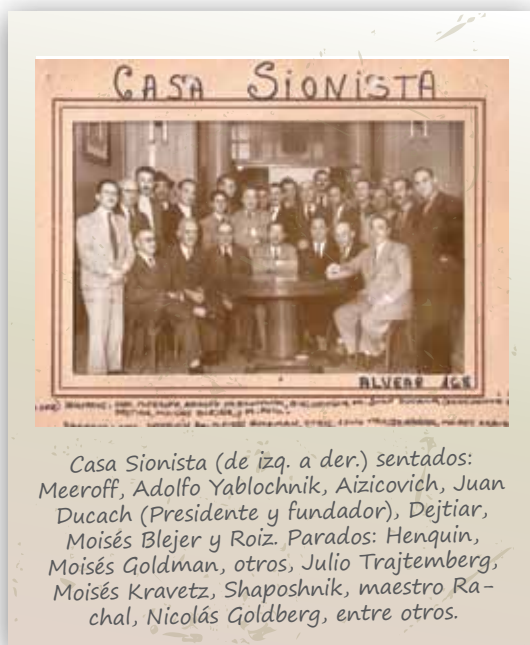 CASA SIONISTA
ALVEAR 168
Casa Sionista (de izq. a der.) sentados:
Meeroff, Adolfo Yablochnik, Aizicovich, Juan
Ducach (Presidente y fundador), Dejtiar,
Moisés Blejer y Roiz. Parados: Henquin,
Moisés Goldman, otros, Julio Trajtemberg,
Moisés Kravetz, Shaposhnik, maestro Ra-
chal, Nicolás Goldberg, entre otros.